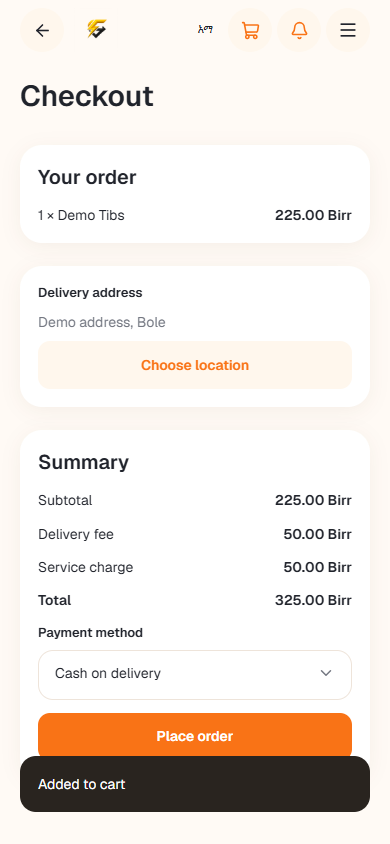 አማ
Checkout
Your order
1 × Demo Tibs 225.00 Birr
Delivery address
Demo address, Bole
Choose location
Summary
Subtotal 225.00 Birr
Delivery fee 50.00 Birr
Service charge 50.00 Birr
Total 325.00 Birr
Payment method
Cash on delivery
Place order
Added to cart